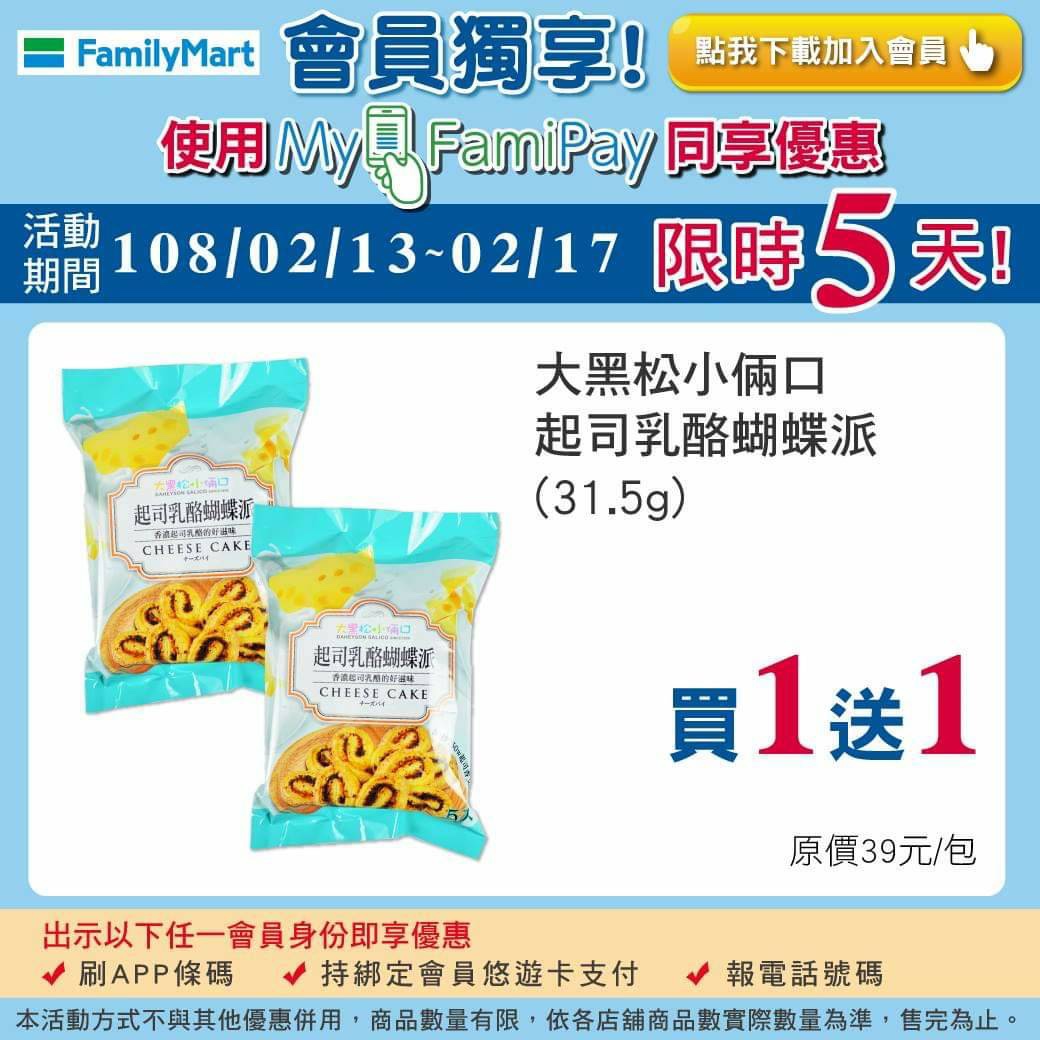 FamilyMart
會員獨享!
點我下載加入會員
使用 My FamiPay 同享優惠
活動期間 108/02/13~02/17 限時5天!
大黑松小倆口
起司乳酪蝴蝶派
(31.5g)
大黑松小倆口
DAHEYSON SALICO
起司乳酪蝴蝶派
香濃起司乳酪的好滋味
CHEESE CAKE
チーズパイ
大黑松小倆口
DAHEYSON SALICO
起司乳酪蝴蝶派
香濃起司乳酪的好滋味
CHEESE CAKE
チーズパイ
買1送1
原價39元/包
出示以下任一會員身份即享優惠
刷APP條碼 持綁定會員悠遊卡支付 報電話號碼
本活動方式不與其他優惠併用,商品數量有限,依各店舖商品數實際數量為準,售完為止。